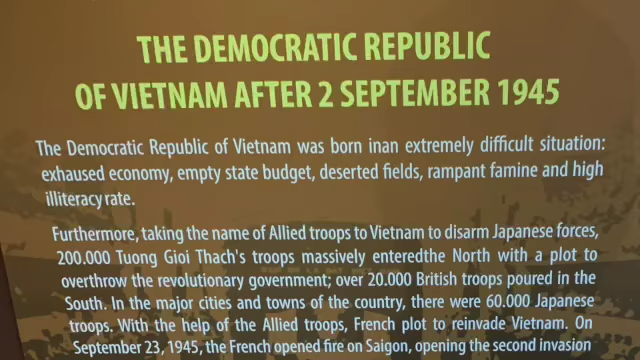 THE DEMOCRATIC REPUBLIC
OF VIETNAM AFTER 2 SEPTEMBER 1945
The Democratic Republic of Vietnam was born inan extremely difficult situation:
exhaused economy, empty state budget, deserted fields, rampant famine and high
illiteracy rate.
Furthermore, taking the name of Allied troops to Vietnam to disarm Japanese forces,
200.000 Tuong Gioi Thach's troops massively enteredthe North with a plot to
overthrow the revolutionary government; over 20.000 British troops poured in the
South. In the major cities and towns of the country, there were 60.000 Japanese
troops. With the help of the Allied troops, French plot to reinvade Vietnam. On
September 23, 1945, the French opened fire on Saigon, opening the second invasion